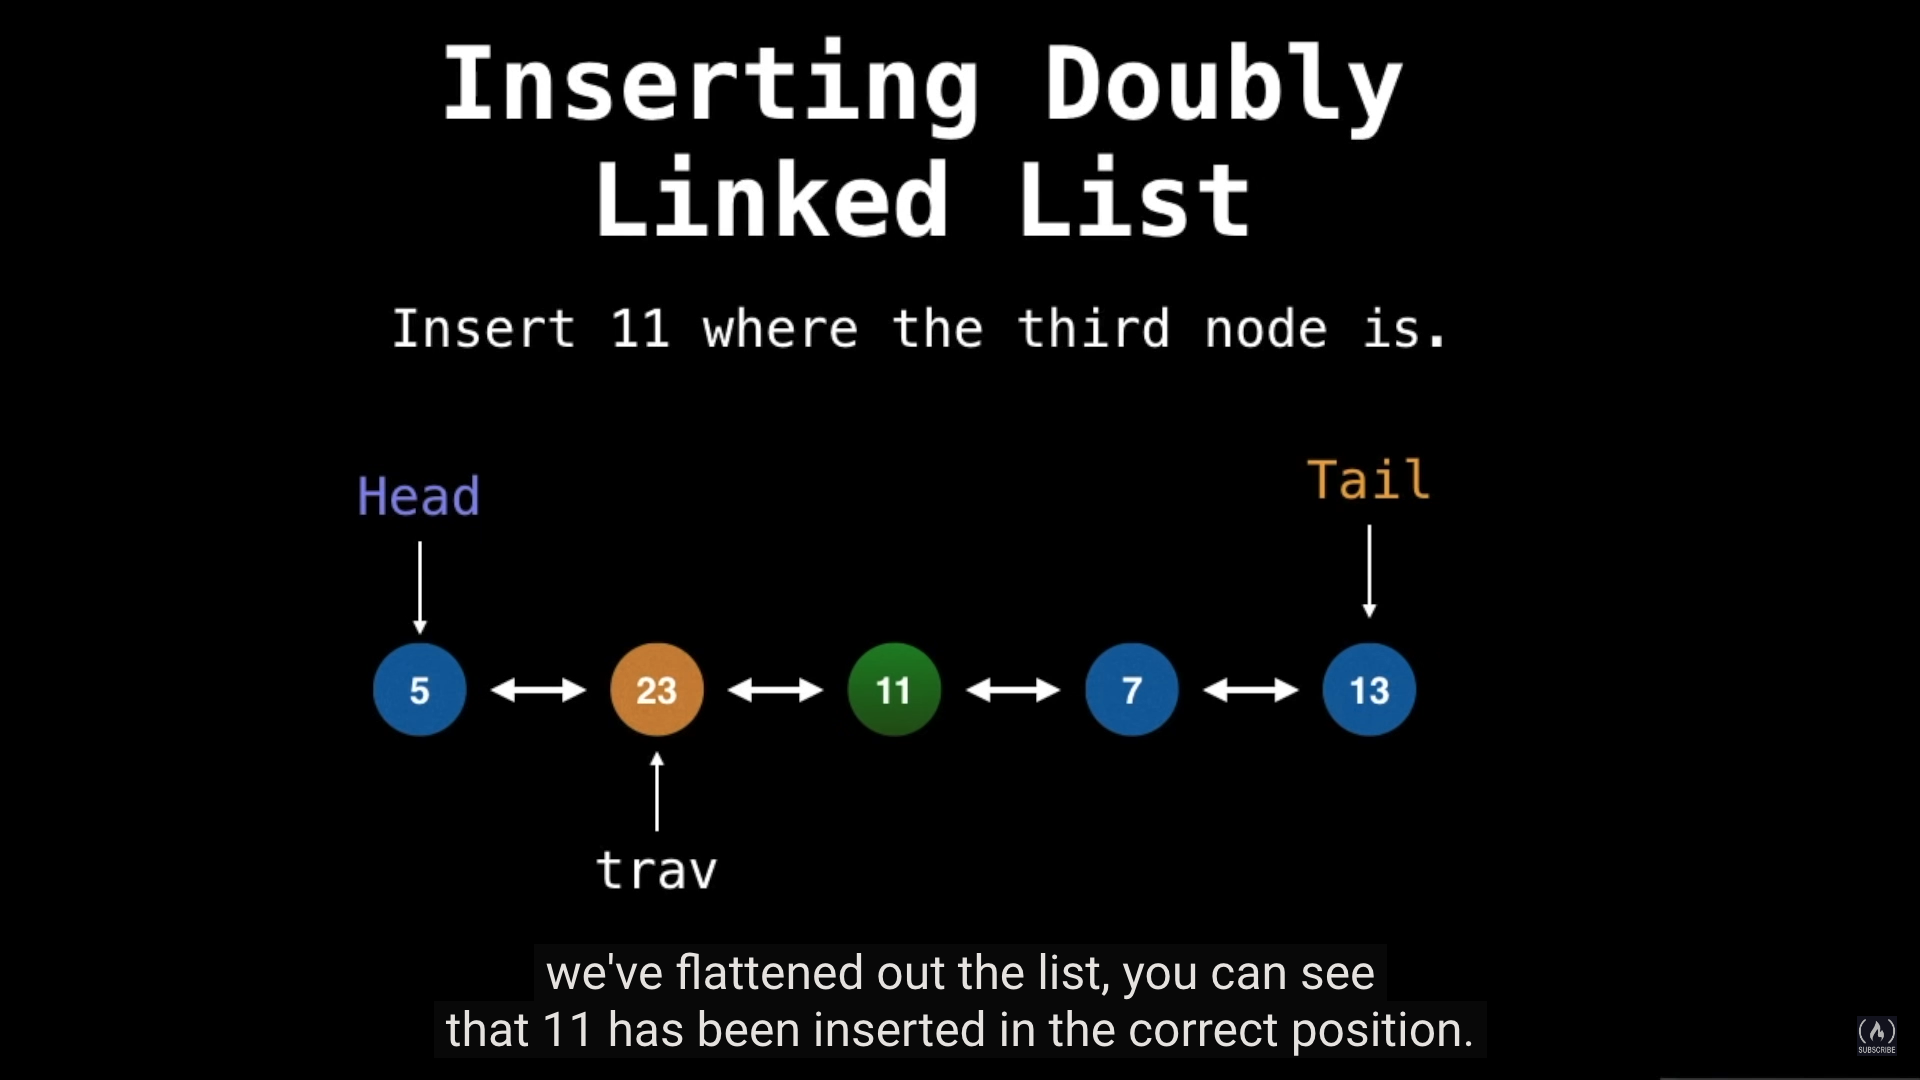 Inserting Doubly
Linked List
Insert 11 where the third node is.
Head
Tail
5
23
11
7
13
trav
we've flattened out the list, you can see
that 11 has been inserted in the correct position.
SUBSCRIBE